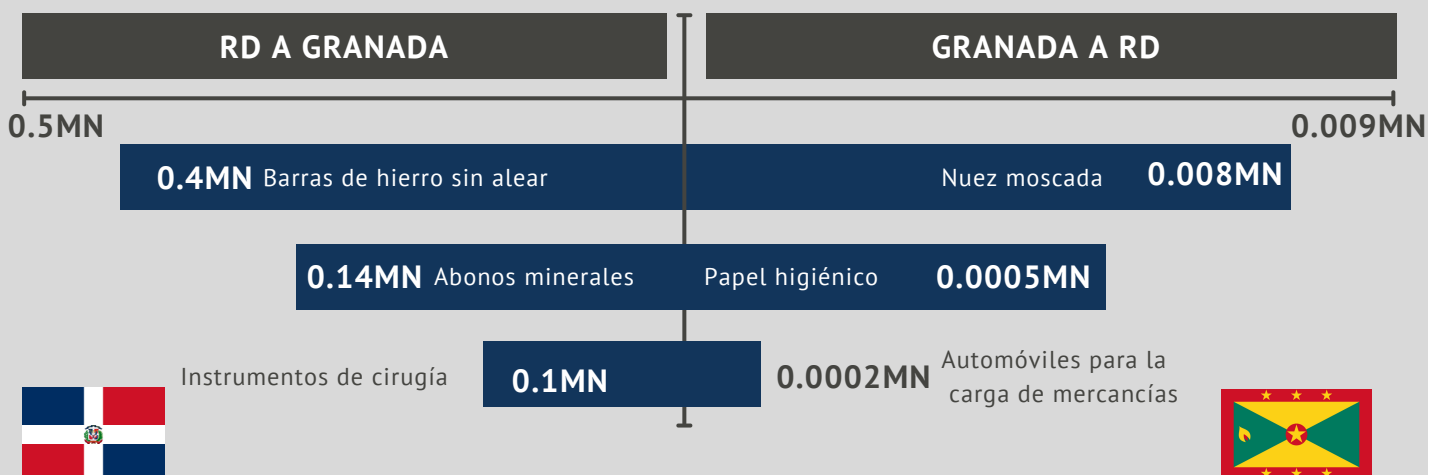 RD A GRANADA
GRANADA A RD
0.5MN
0.009MN
0.4MN Barras de hierro sin alear
Nuez moscada 0.008MN
0.14MN Abonos minerales
Papel higiénico 0.0005MN
Instrumentos de cirugía 0.1MN
0.0002MN Automóviles para la
carga de mercancías